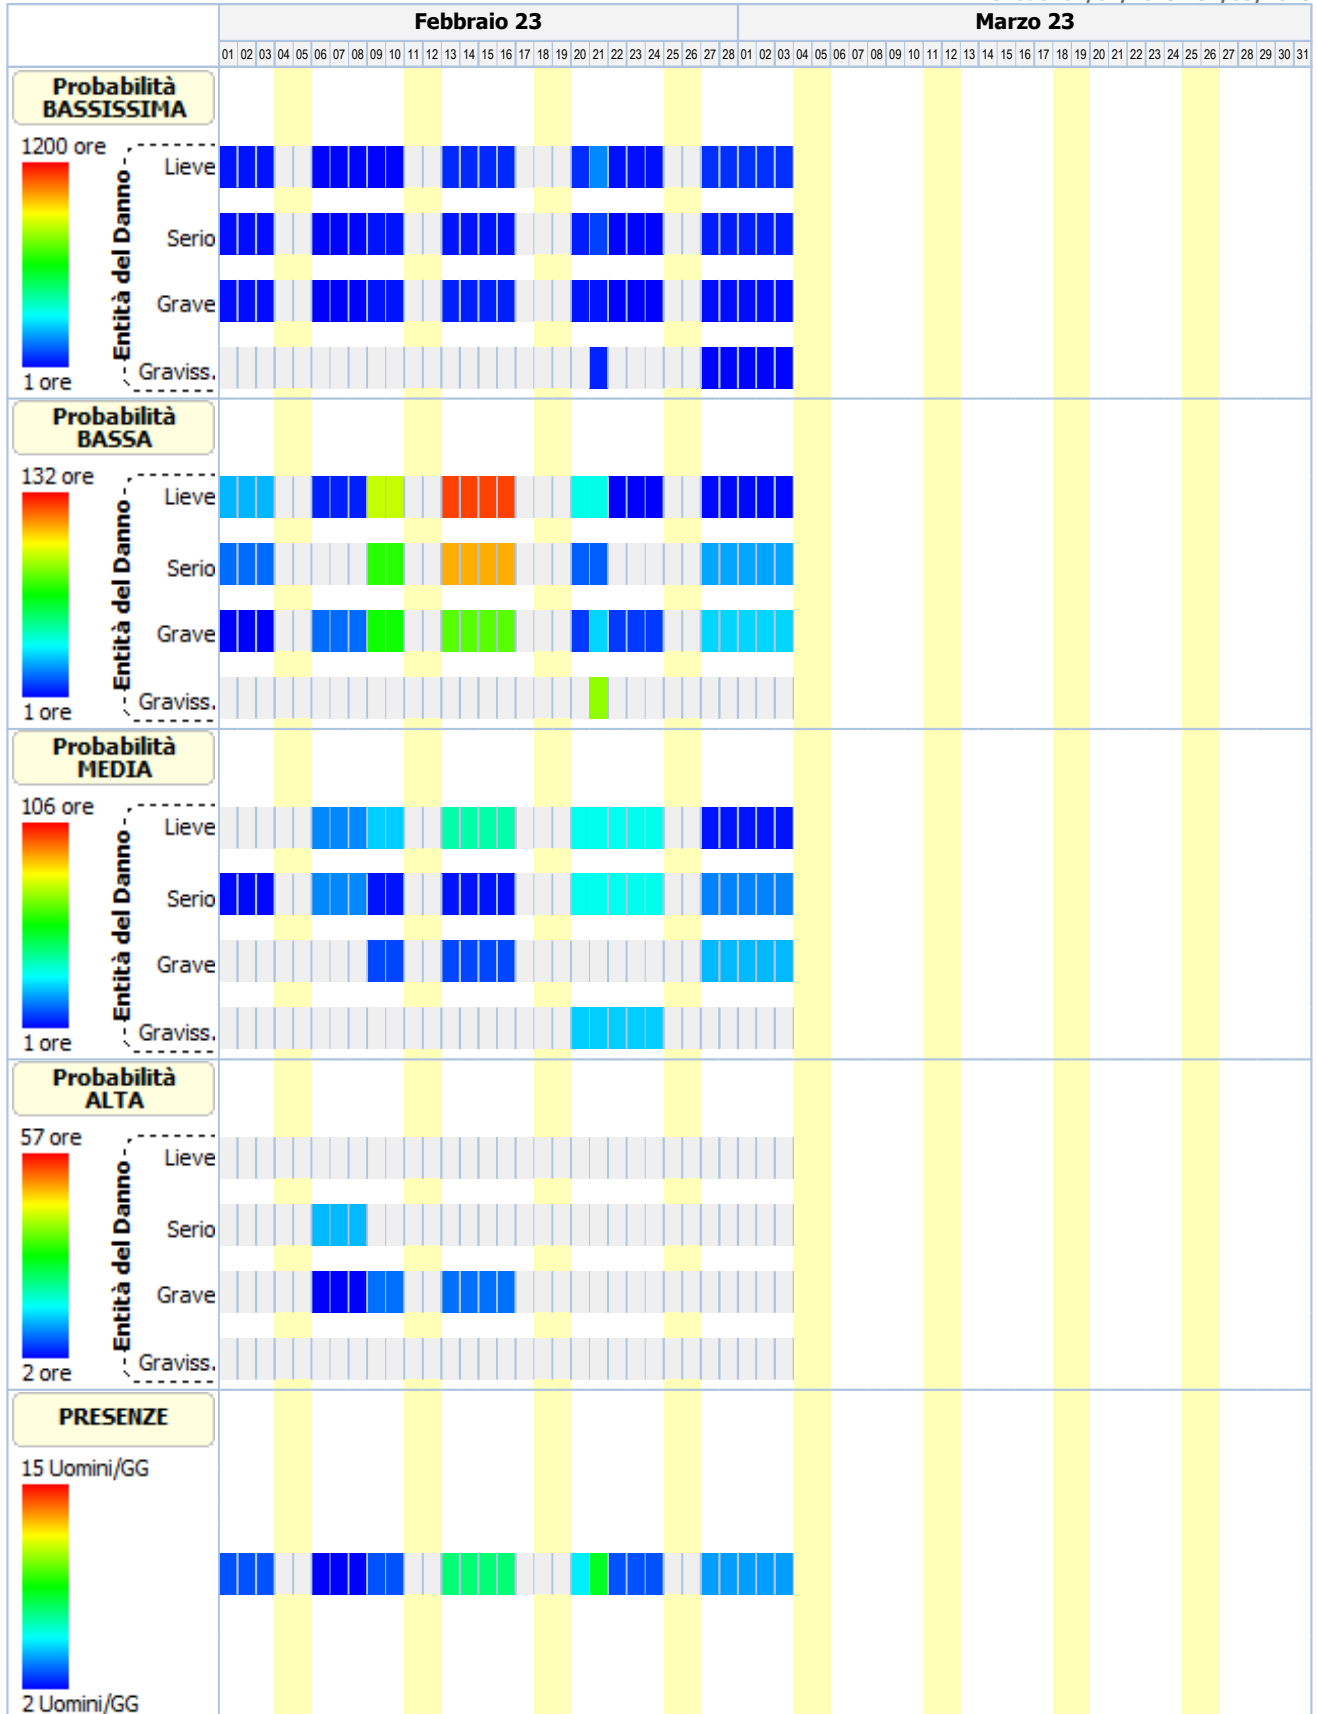 Febbraio 23 Marzo 23
01 02 03 04 05 06 07 08 09 10 11 12 13 14 15 16 17 18 19 20 21 22 23 24 25 26 27 28 01 02 03 04 05 06 07 08 09 10 11 12 13 14 15 16 17 18 19 20 21 22 23 24 25 26 27 28 29 30 31
Probabilità
BASSISSIMA
1200 ore
Entità del Danno
Lieve
Serio
Grave
Graviss.
1 ore
Probabilità
BASSA
132 ore
Entità del Danno
Lieve
Serio
Grave
Graviss.
1 ore
Probabilità
MEDIA
106 ore
Entità del Danno
Lieve
Serio
Grave
Graviss.
1 ore
Probabilità
ALTA
57 ore
Entità del Danno
Lieve
Serio
Grave
Graviss.
2 ore
PRESENZE
15 Uomini/GG
2 Uomini/GG